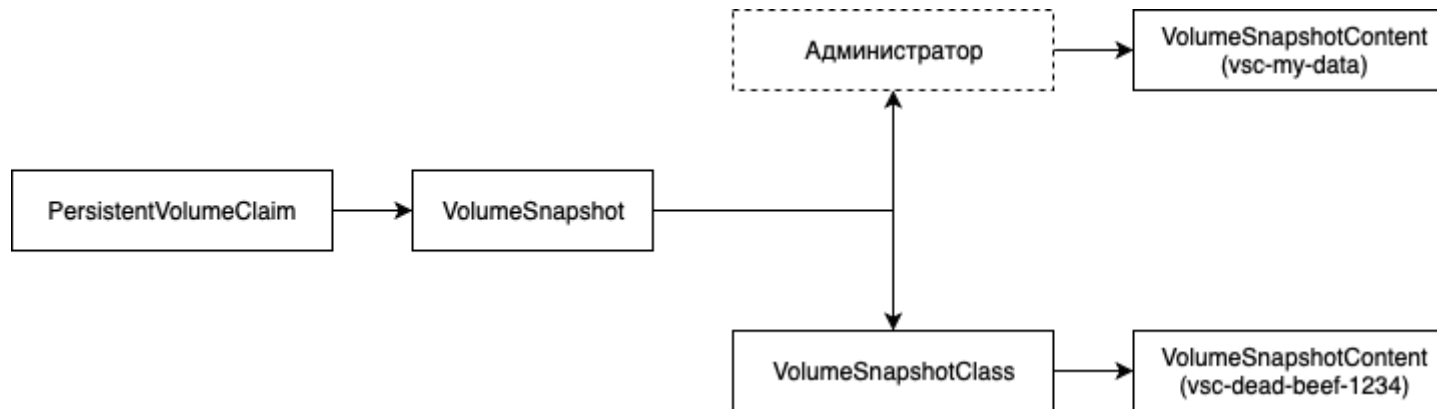 Администратор
VolumeSnapshotContent
(vsc-my-data)
PersistentVolumeClaim
VolumeSnapshot
VolumeSnapshotClass
VolumeSnapshotContent
(vsc-dead-beef-1234)